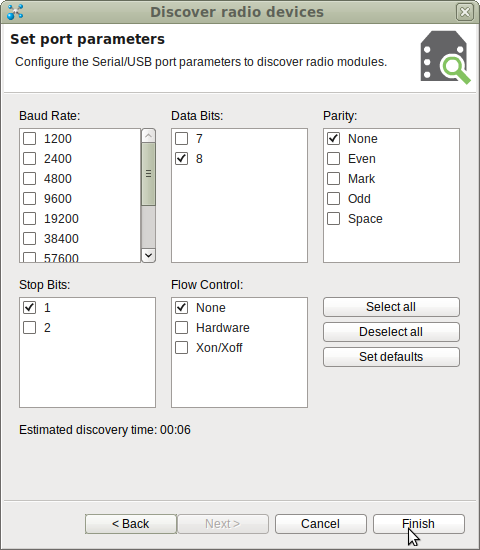 Discover radio devices
Set port parameters
Configure the Serial/USB port parameters to discover radio modules.
Baud Rate:
1200
2400
4800
9600
19200
38400
57600
Data Bits:
7
8
Parity:
None
Even
Mark
Odd
Space
Stop Bits:
1
2
Flow Control:
None
Hardware
Xon/Xoff
Select all
Deselect all
Set defaults
Estimated discovery time: 00:06
< Back
Next >
Cancel
Finish